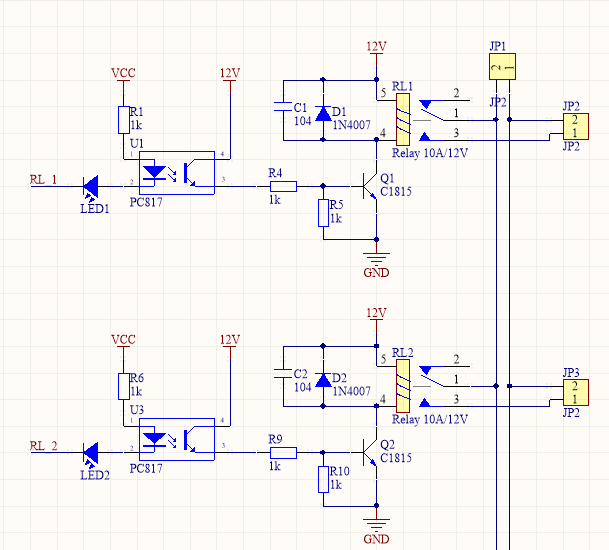 12V
JP1
2 1
VCC
12V
RL1
5
2
R1
1k
C1
104
D1
1N4007
1
JP2
JP2
2
1
JP2
4
3
U1
1
4
Relay 10A/12V
RL_1
LED1
2
3
PC817
R4
1k
Q1
C1815
R5
1k
GND
12V
VCC
12V
RL2
5
2
R6
1k
C2
104
D2
1N4007
1
JP3
2
1
JP2
4
3
U3
1
4
Relay 10A/12V
RL_2
LED2
2
3
PC817
R9
1k
Q2
C1815
R10
1k
GND